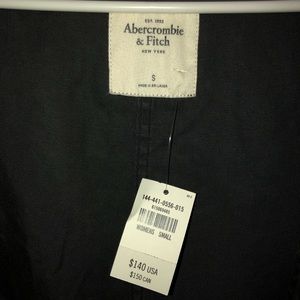 EST. 1892
Abercrombie
& Fitch
NEW YORK
S
MADE IN SRI LANKA
144-441-0556-015
WOMENS SMALL
$140 USA
$150 CAN